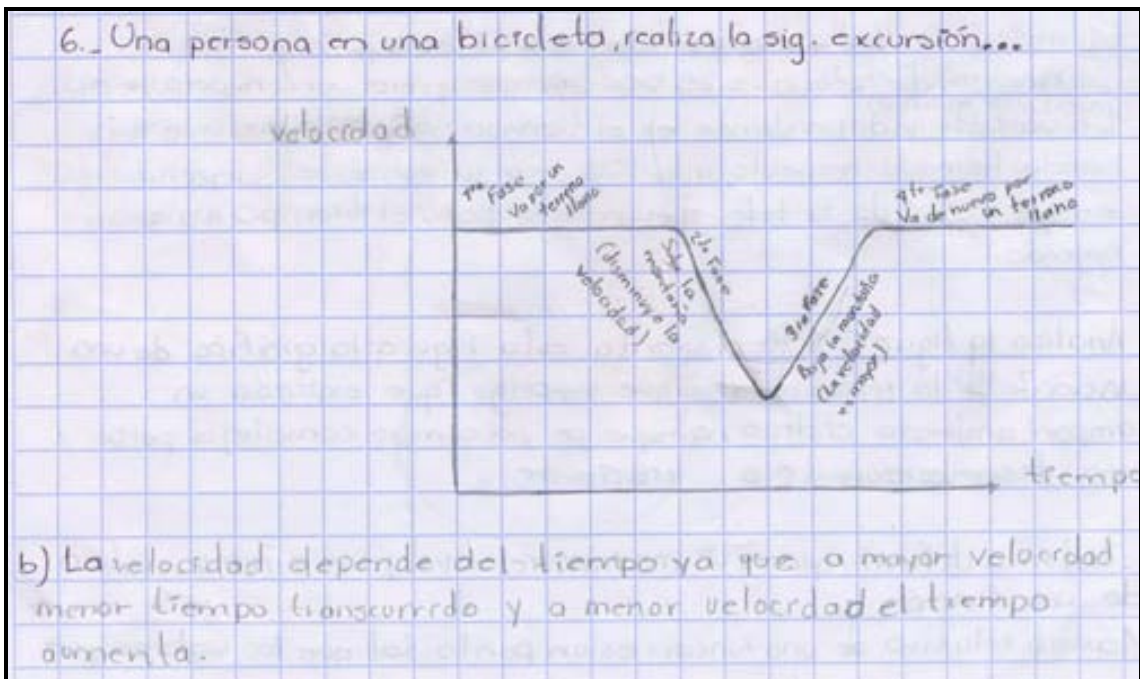 6._ Una persona en una bicicleta, realiza la sig. excursión...
velocidad
1ra Fase
Va por un
terreno
llano
2da Fase
Sube la
montaña
(disminuye la
velocidad)
3ra Fase
Baja la montaña
(La velocidad
4ta Fase
Va de nuevo por
un terreno
llano
tiempo
b) La velocidad depende del tiempo ya que a mayor velocidad
menor tiempo transcurrido y a menor velocidad el tiempo
aumenta.